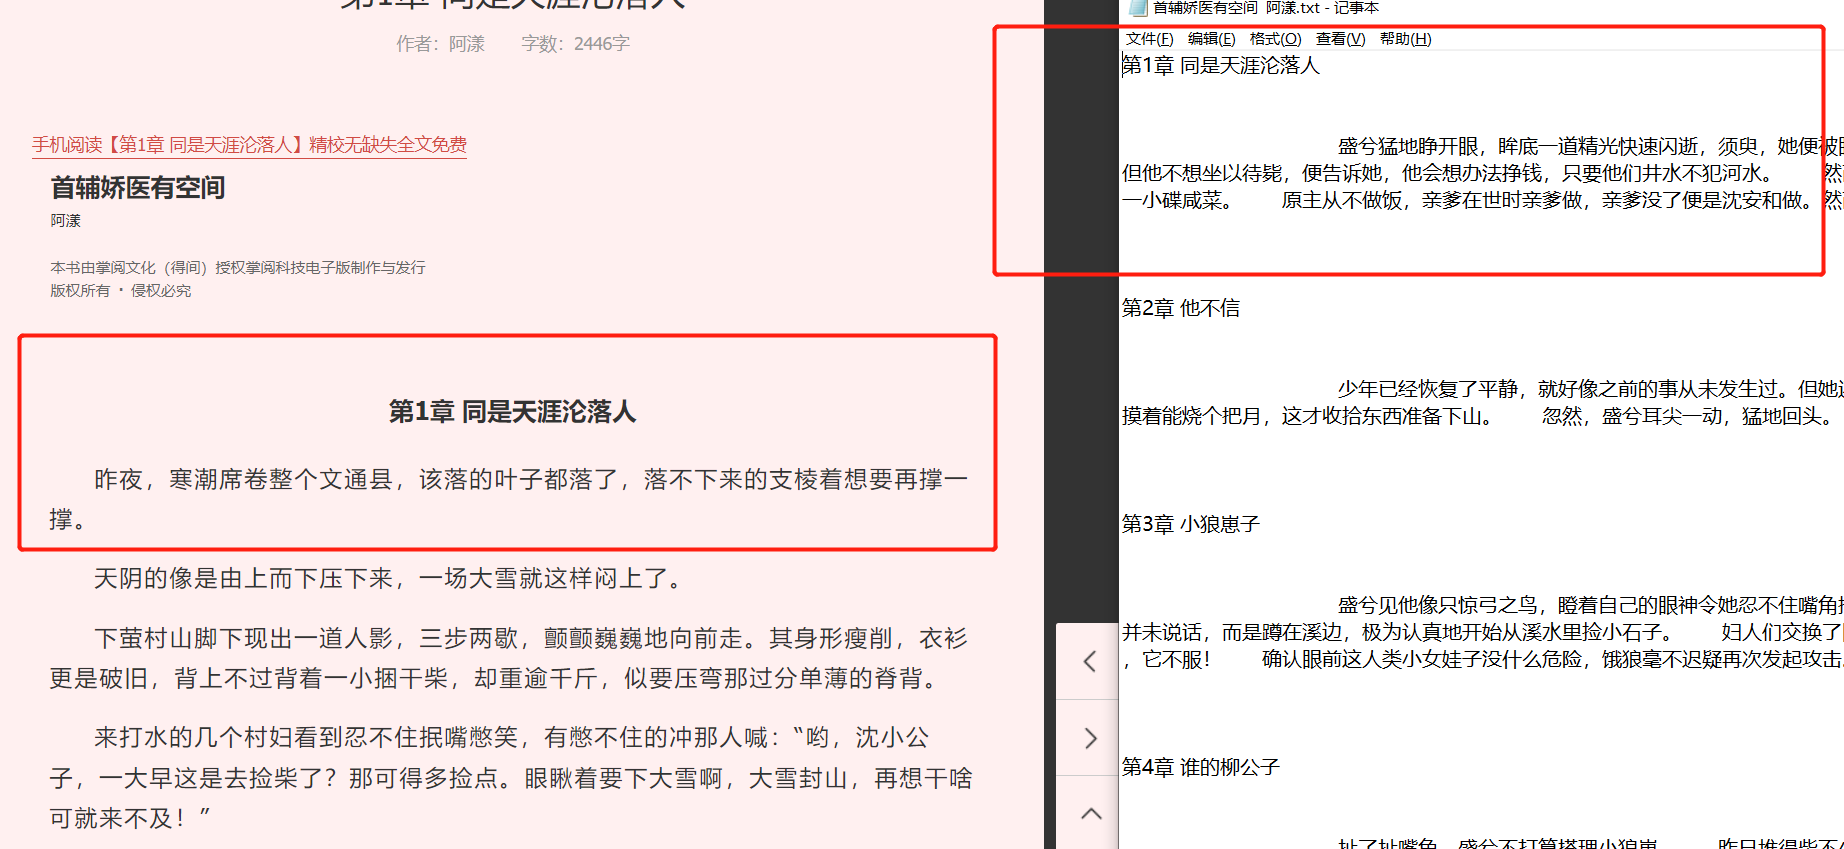 第1章 同是天涯沦落人
作者：阿漾 字数：2446字
手机阅读【第1章 同是天涯沦落人】精校无缺失全文免费
首辅娇医有空间
阿漾
本书由掌阅文化（得间）授权掌阅科技电子版制作与发行
版权所有 · 侵权必究
第1章 同是天涯沦落人
昨夜，寒潮席卷整个文通县，该落的叶子都落了，落不下来的支棱着想要再撑一
撑。
天阴的像是由上而下压下来，一场大雪就这样闷上了。
下萤村山脚下现出一道人影，三步两歇，颤颤巍巍地向前走。其身形瘦削，衣衫
更是破旧，背上不过背着一小捆干柴，却重逾千斤，似要压弯那过分单薄的脊背。
来打水的几个村妇看到忍不住抿嘴憋笑，有憋不住的冲那人喊：“哟，沈小公
子，一大早这是去捡柴了？那可得多捡点。眼瞅着要下大雪啊，大雪封山，再想干啥
可就来不及！”
首辅娇医有空间 阿漾.txt - 记事本
文件(F) 编辑(E) 格式(O) 查看(V) 帮助(H)
第1章 同是天涯沦落人
盛兮猛地睁开眼，眸底一道精光快速闪逝，须臾，她便被
但他不想坐以待毙，便告诉她，他会想办法挣钱，只要他们井水不犯河水。 然
一小碟咸菜。 原主从不做饭，亲爹在世时亲爹做，亲爹没了便是沈安和做。然
第2章 他不信
少年已经恢复了平静，就好像之前的事从未发生过。但她
摸着能烧个把月，这才收拾东西准备下山。 忽然，盛兮耳尖一动，猛地回头。
第3章 小狼崽子
盛兮见他像只惊弓之鸟，瞪着自己的眼神令她忍不住嘴角
并未说话，而是蹲在溪边，极为认真地开始从溪水里捡小石子。 妇人们交换了
，它不服！ 确认眼前这人类小女娃子没什么危险，饿狼毫不迟疑再次发起攻击
第4章 谁的柳公子
扯了扯嘴角，盛兮不打算搭理小狼崽